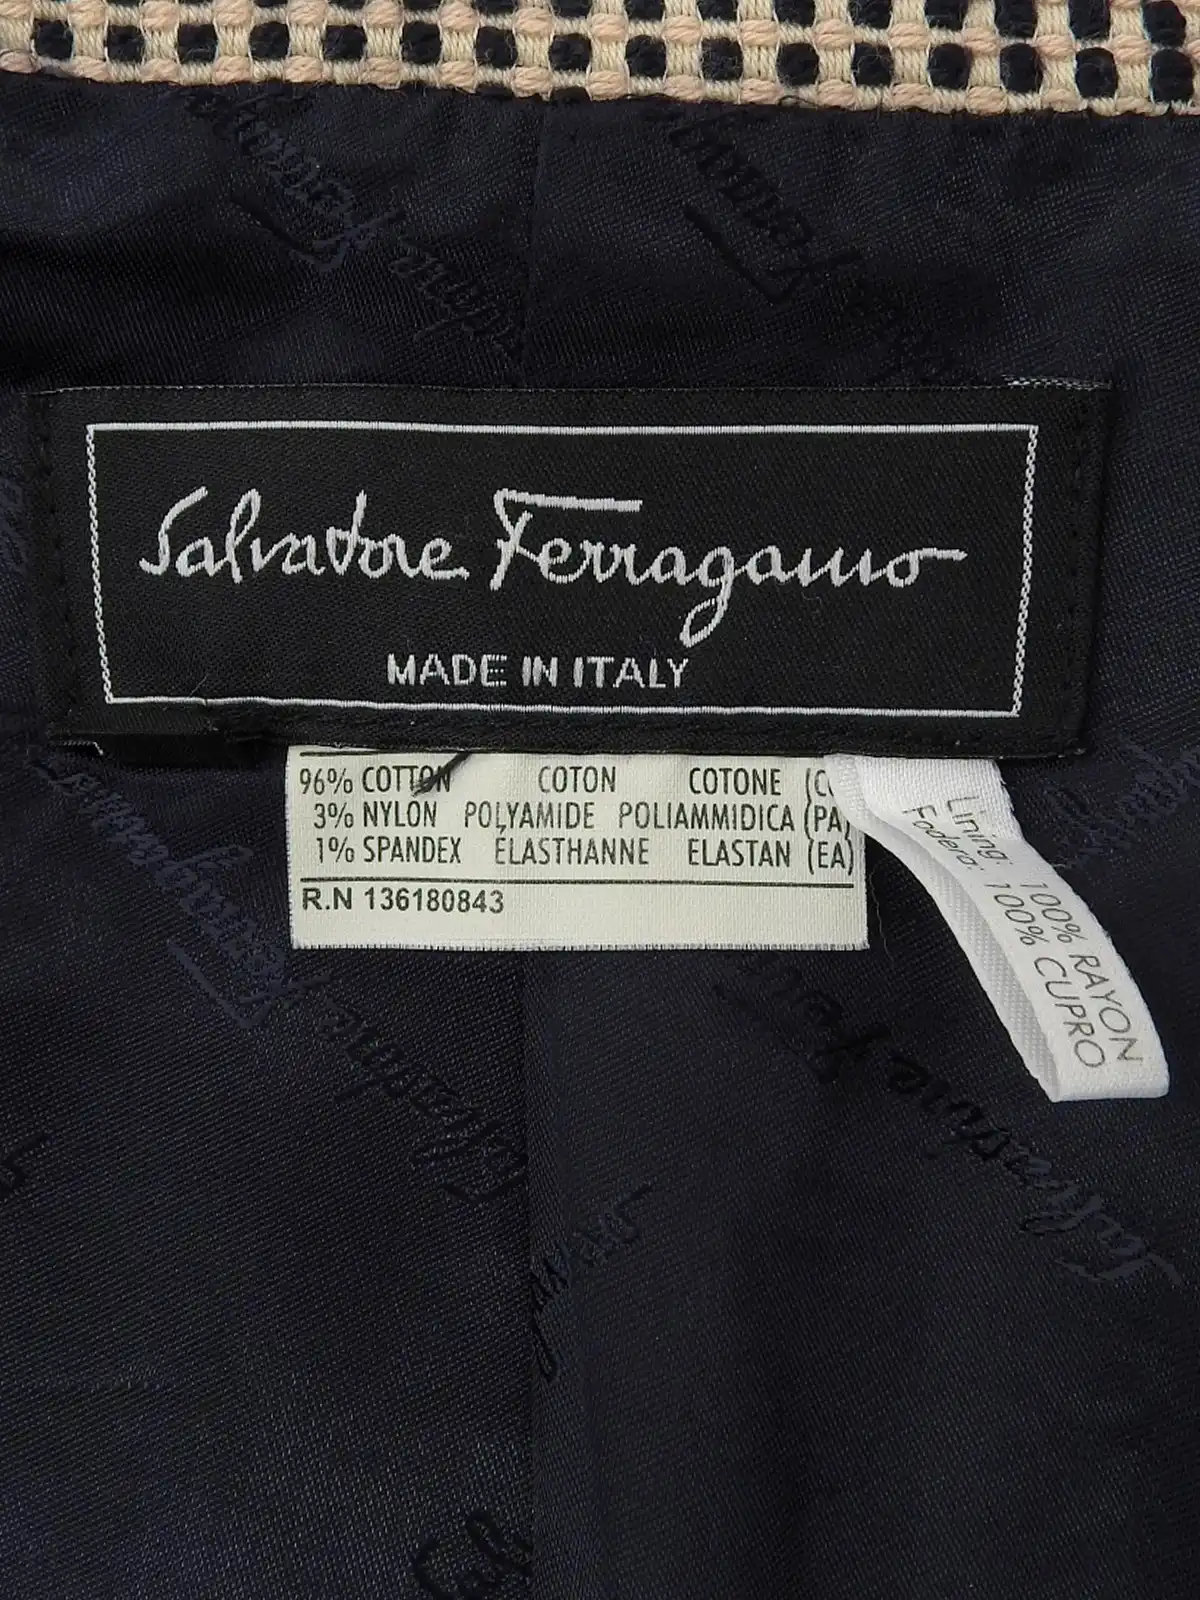 Salvatore Ferragamo
MADE IN ITALY
96% COTTON COTON COTONE (C
3% NYLON POLYAMIDE POLIAMMIDICA (PA)
1% SPANDEX ELASTHANNE ELASTAN (EA)
R.N 136180843
Lining: 100% RAYON
Fodera: 100% CUPRO